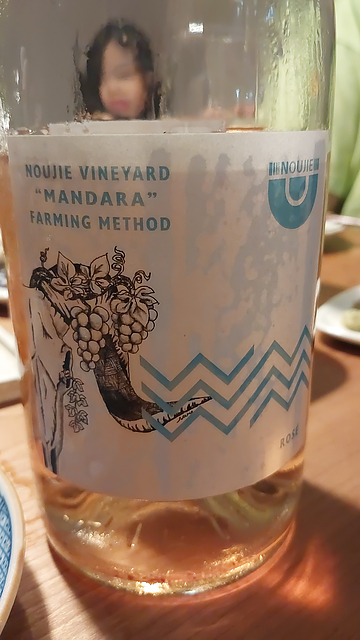 NOUJIE VINEYARD
"MANDARA"
FARMING METHOD
NOUJIE
ROSÉ